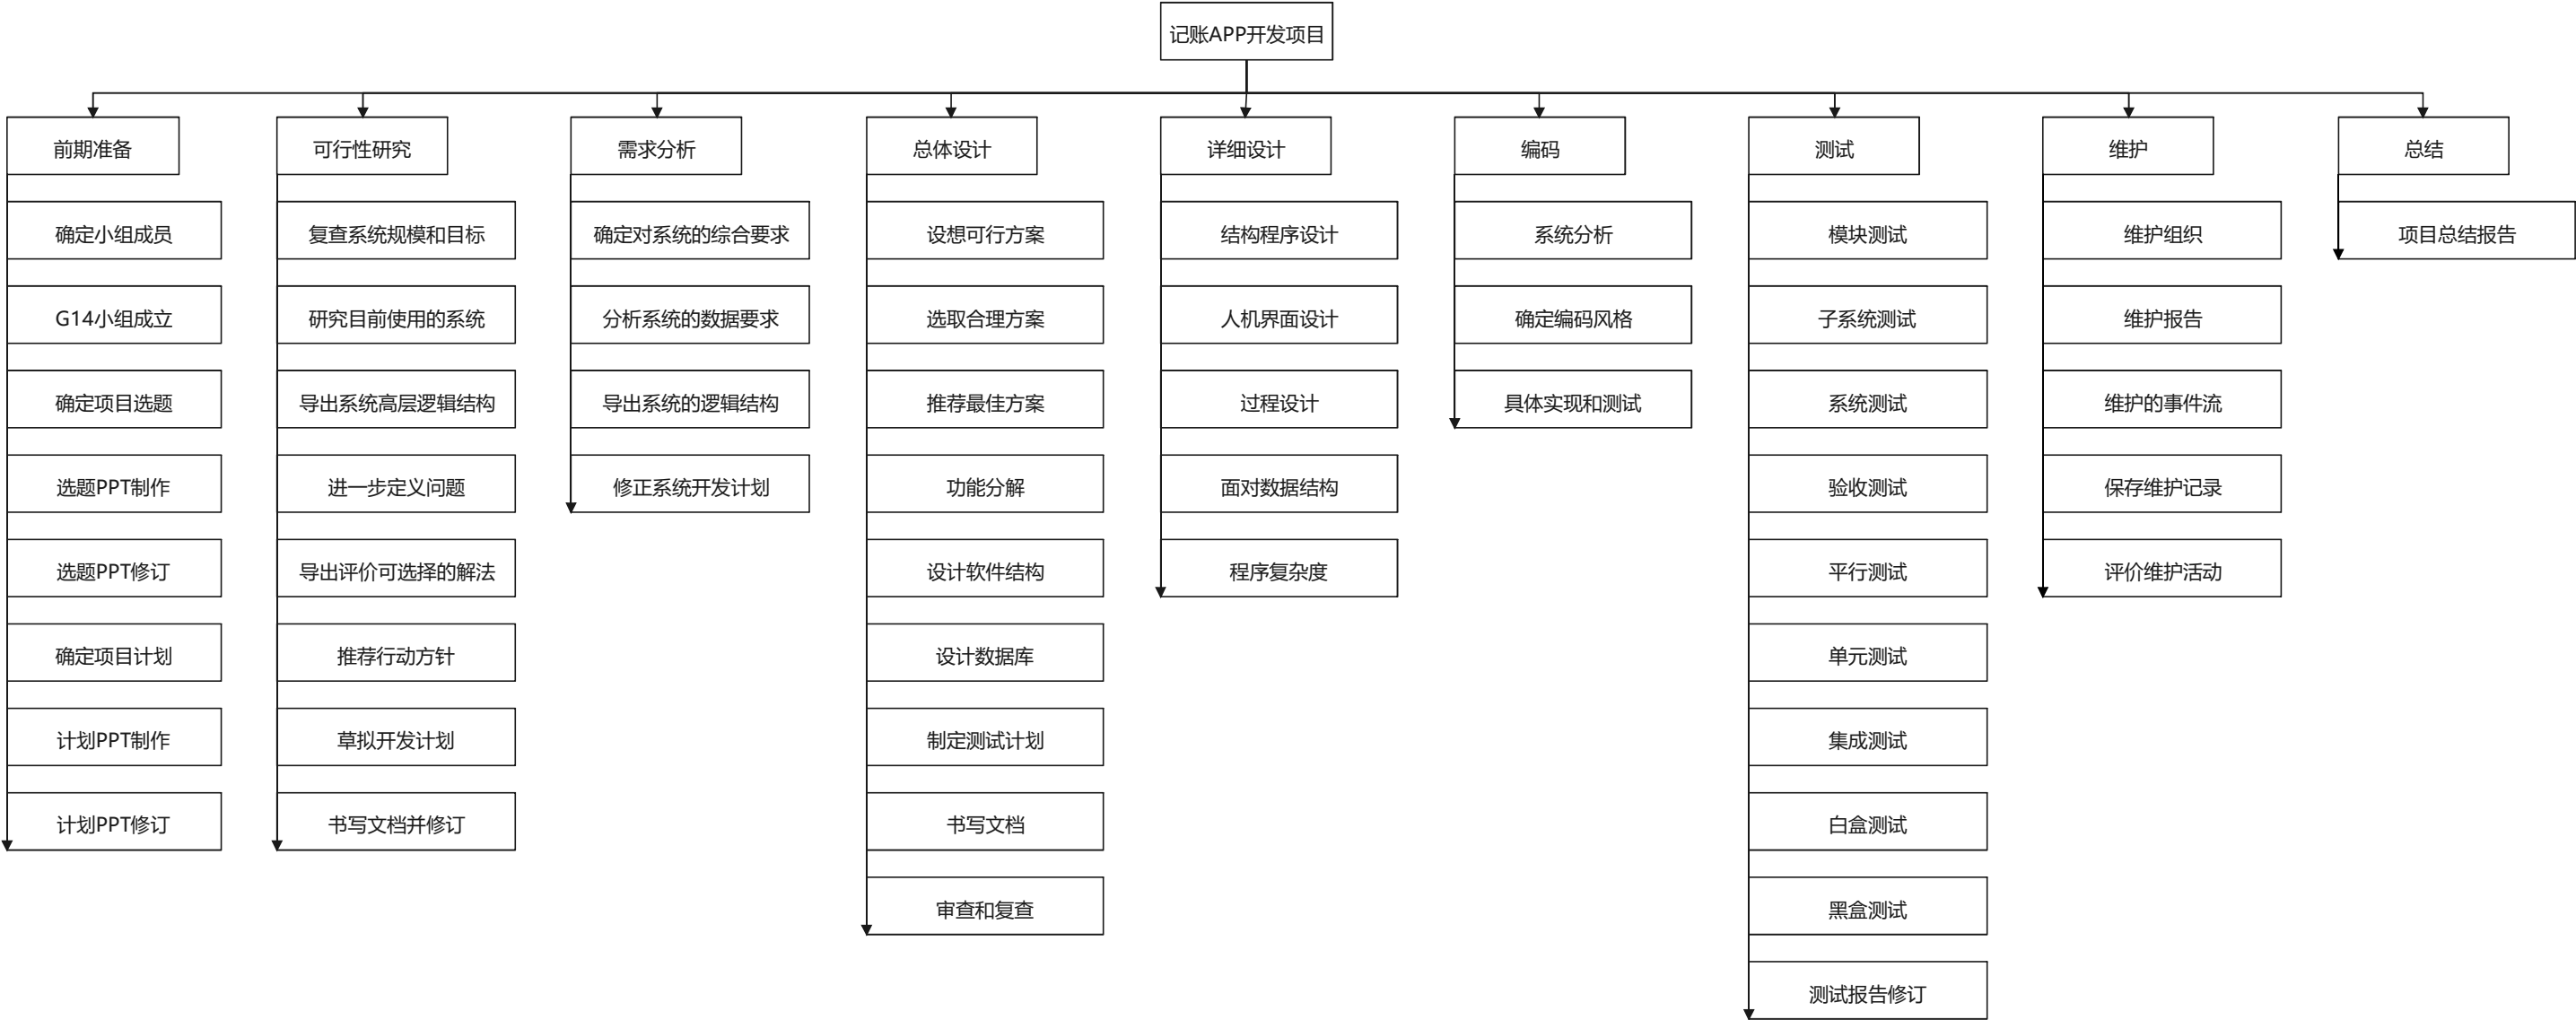 记账APP开发项目
前期准备
确定小组成员
G14小组成立
确定项目选题
选题PPT制作
选题PPT修订
确定项目计划
计划PPT制作
计划PPT修订
可行性研究
复查系统规模和目标
研究目前使用的系统
导出系统高层逻辑结构
进一步定义问题
导出评价可选择的解法
推荐行动方针
草拟开发计划
书写文档并修订
需求分析
确定对系统的综合要求
分析系统的数据要求
导出系统的逻辑结构
修正系统开发计划
总体设计
设想可行方案
选取合理方案
推荐最佳方案
功能分解
设计软件结构
设计数据库
制定测试计划
书写文档
审查和复查
详细设计
结构程序设计
人机界面设计
过程设计
面对数据结构
程序复杂度
编码
系统分析
确定编码风格
具体实现和测试
测试
模块测试
子系统测试
系统测试
验收测试
平行测试
单元测试
集成测试
白盒测试
黑盒测试
测试报告修订
维护
维护组织
维护报告
维护的事件流
保存维护记录
评价维护活动
总结
项目总结报告